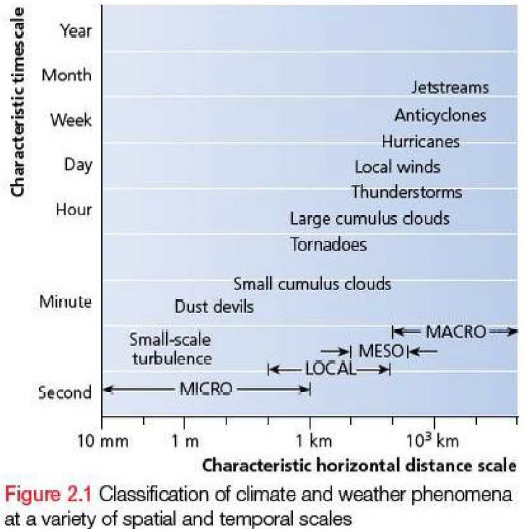 Characteristic timescale
Year
Month
Jetstreams
Week
Anticyclones
Hurricanes
Day
Local winds
Thunderstorms
Hour
Large cumulus clouds
Tornadoes
Small cumulus clouds
Minute
Dust devils
MACRO
Small-scale
turbulence
MESO
LOCAL
Second
MICRO
10 mm
1 m
1 km
10³ km
Characteristic horizontal distance scale
Figure 2.1 Classification of climate and weather phenomena
at a variety of spatial and temporal scales